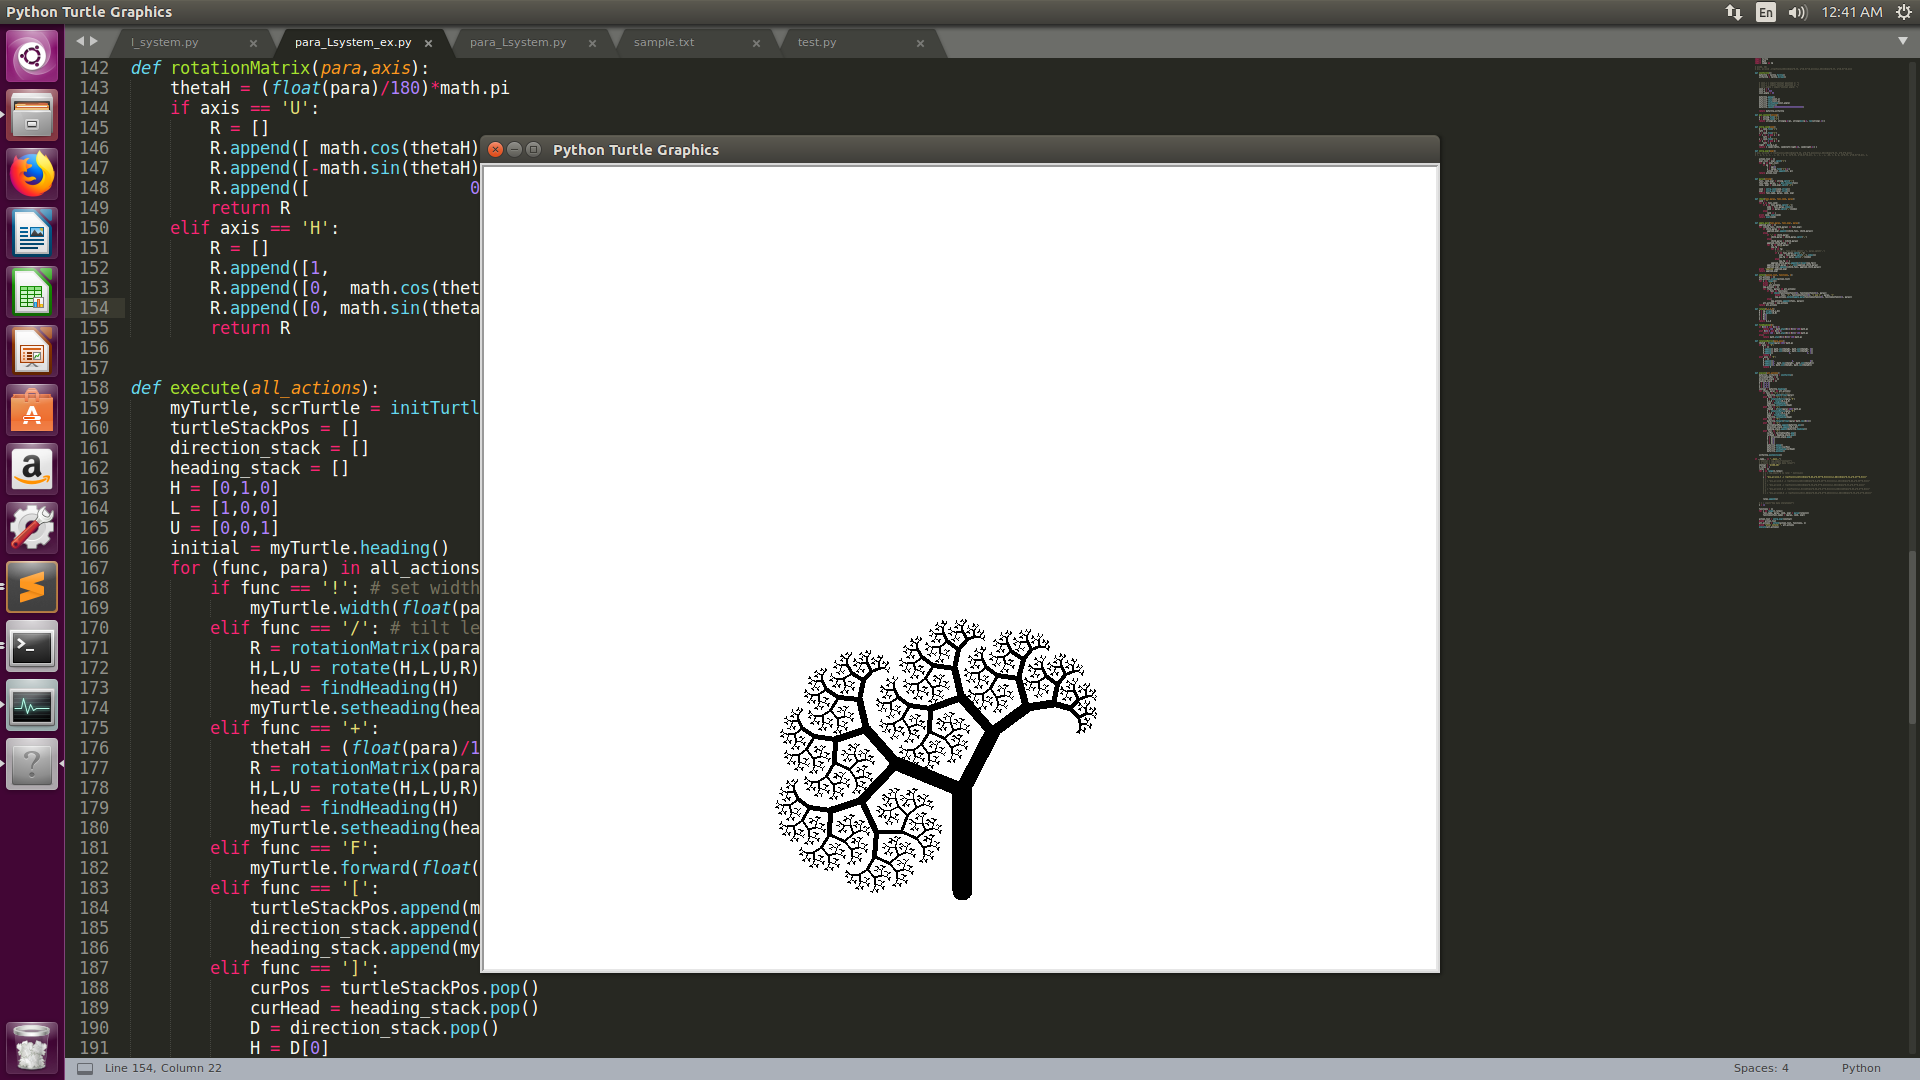 Python Turtle Graphics
En
12:41 AM
l_system.py
para_Lsystem_ex.py
para_Lsystem.py
sample.txt
test.py
142 def rotationMatrix(para,axis):
143 thetaH = (float(para)/180)*math.pi
144 if axis == 'U':
145 R = []
146 R.append([ math.cos(thetaH)
147 R.append([-math.sin(thetaH)
148 R.append([ 0
149 return R
150 elif axis == 'H':
151 R = []
152 R.append([1,
153 R.append([0, math.cos(thet
154 R.append([0, math.sin(theta
155 return R
156
157
158 def execute(all_actions):
159 myTurtle, scrTurtle = initTurtl
160 turtleStackPos = []
161 direction_stack = []
162 heading_stack = []
163 H = [0,1,0]
164 L = [1,0,0]
165 U = [0,0,1]
166 initial = myTurtle.heading()
167 for (func, para) in all_actions
168 if func == '!': # set width
169 myTurtle.width(float(pa
170 elif func == '/': # tilt le
171 R = rotationMatrix(para
172 H,L,U = rotate(H,L,U,R)
173 head = findHeading(H)
174 myTurtle.setheading(hea
175 elif func == '+':
176 thetaH = (float(para)/1
177 R = rotationMatrix(para
178 H,L,U = rotate(H,L,U,R)
179 head = findHeading(H)
180 myTurtle.setheading(hea
181 elif func == 'F':
182 myTurtle.forward(float(
183 elif func == '[':
184 turtleStackPos.append(m
185 direction_stack.append(
186 heading_stack.append(my
187 elif func == ']':
188 curPos = turtleStackPos.pop()
189 curHead = heading_stack.pop()
190 D = direction_stack.pop()
191 H = D[0]
Python Turtle Graphics
Line 154, Column 22
Spaces: 4
Python